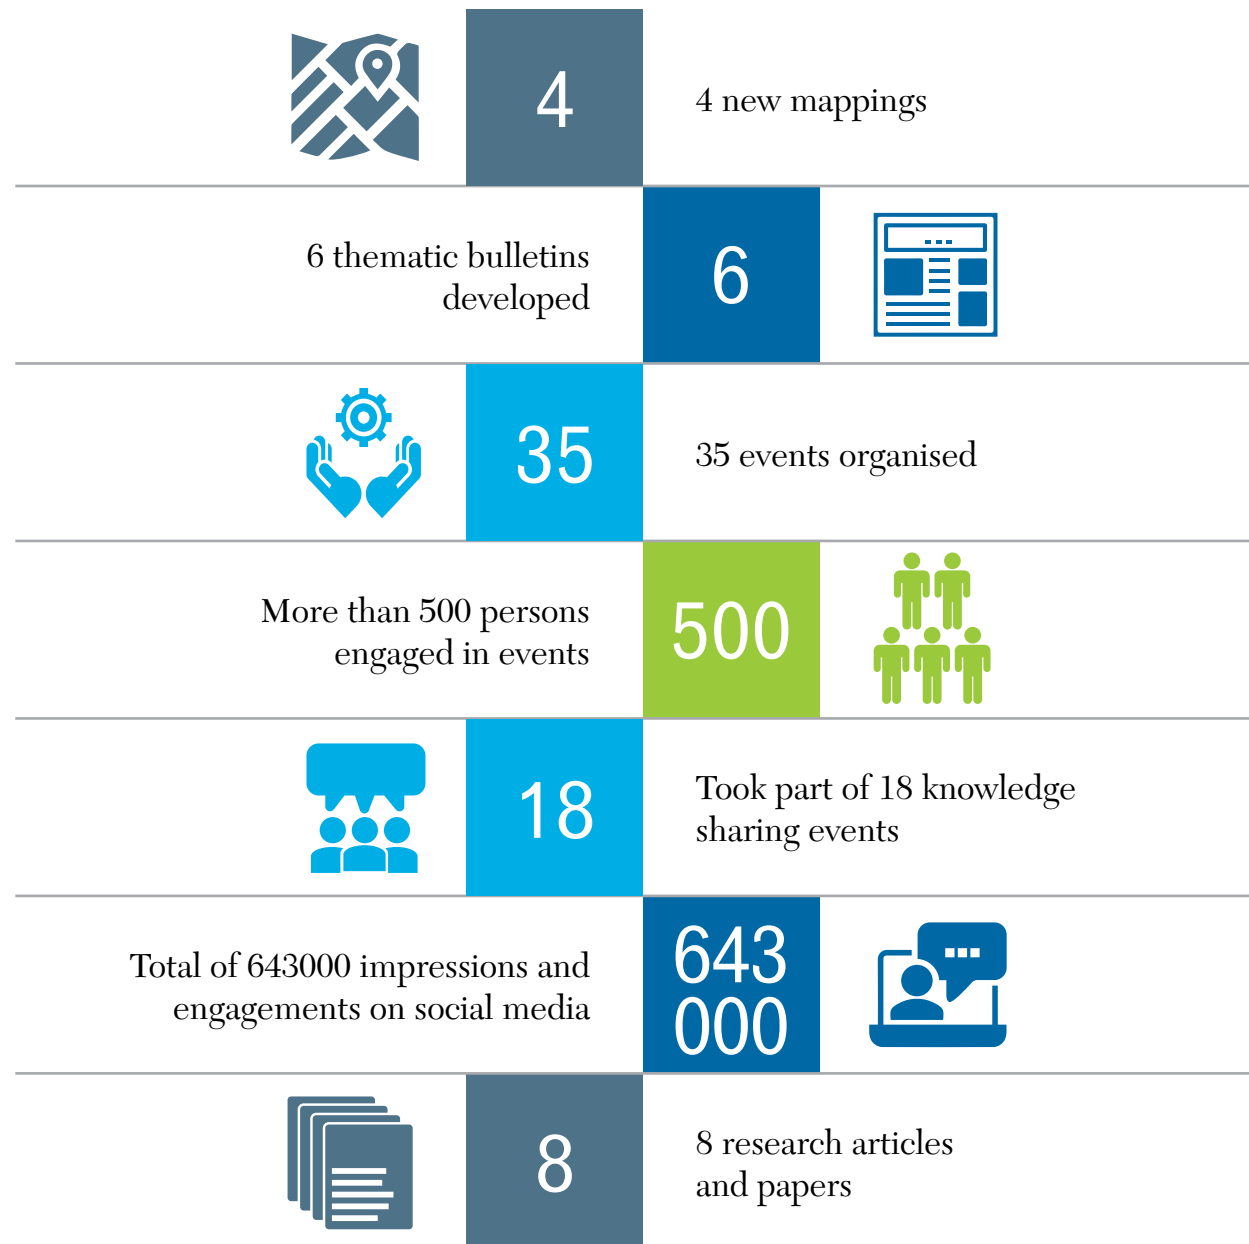 4
4 new mappings
6 thematic bulletins
developed
6
35
35 events organised
More than 500 persons
engaged in events
500
18
Took part of 18 knowledge
sharing events
Total of 643000 impressions and
engagements on social media
643
000
8
8 research articles
and papers